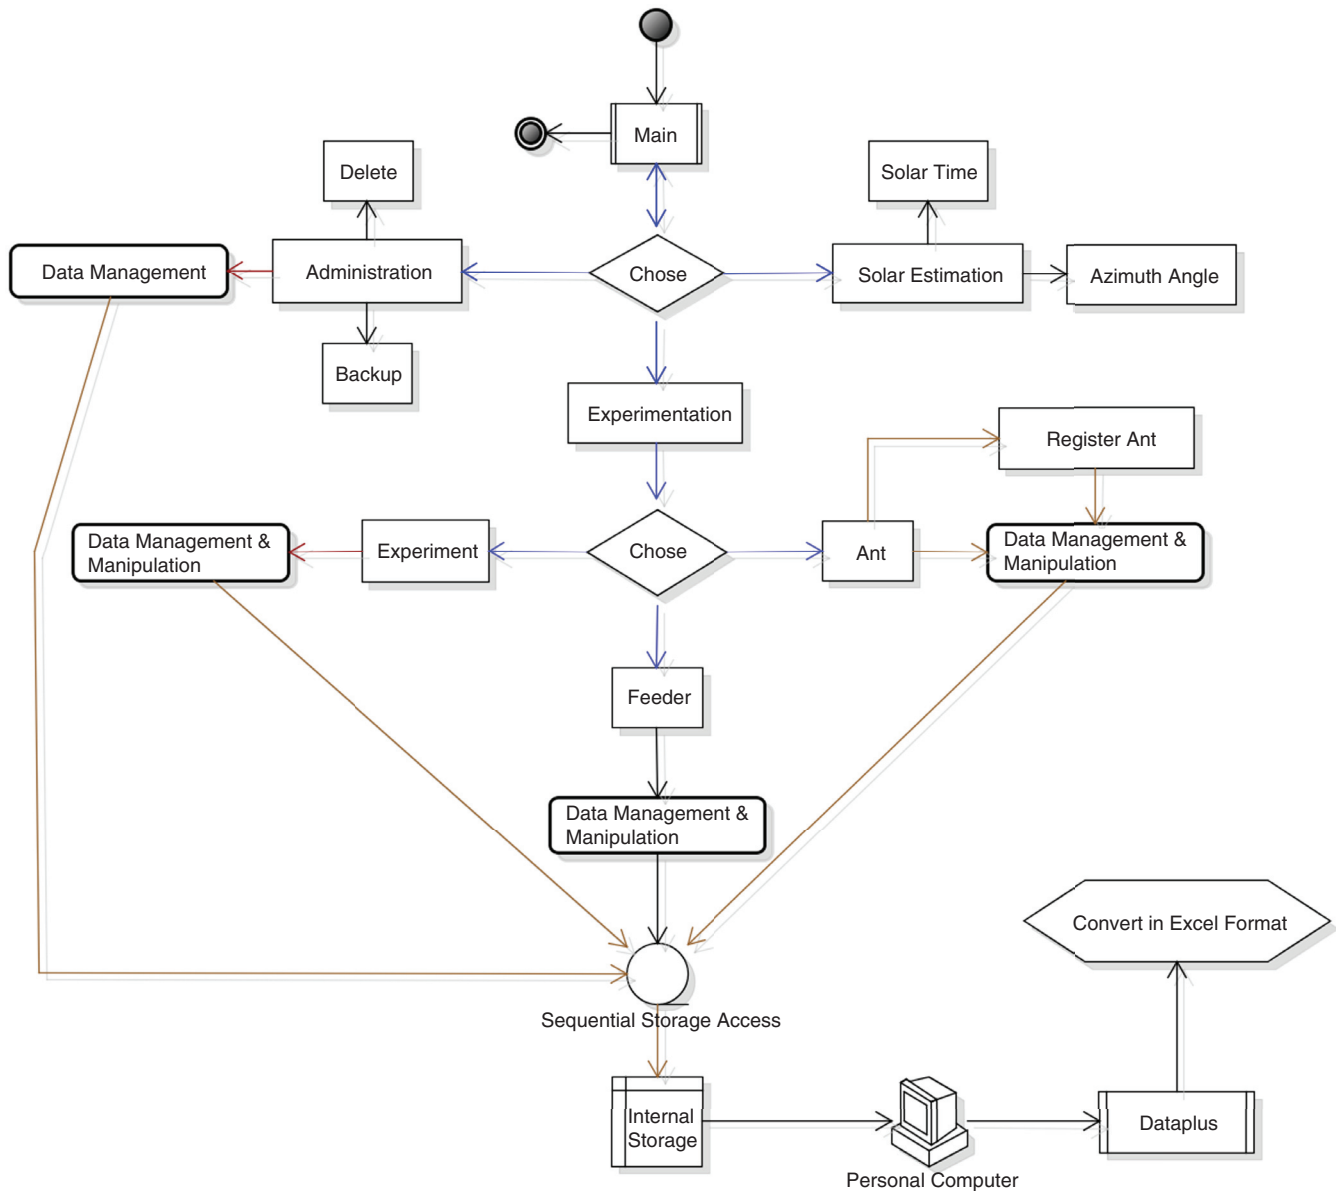 Main
Delete
Solar Time
Data Management
Administration
Chose
Solar Estimation
Azimuth Angle
Backup
Experimentation
Register Ant
Data Management &
Manipulation
Experiment
Chose
Ant
Data Management &
Manipulation
Feeder
Data Management &
Manipulation
Convert in Excel Format
Sequential Storage Access
Internal
Storage
Dataplus
Personal Computer